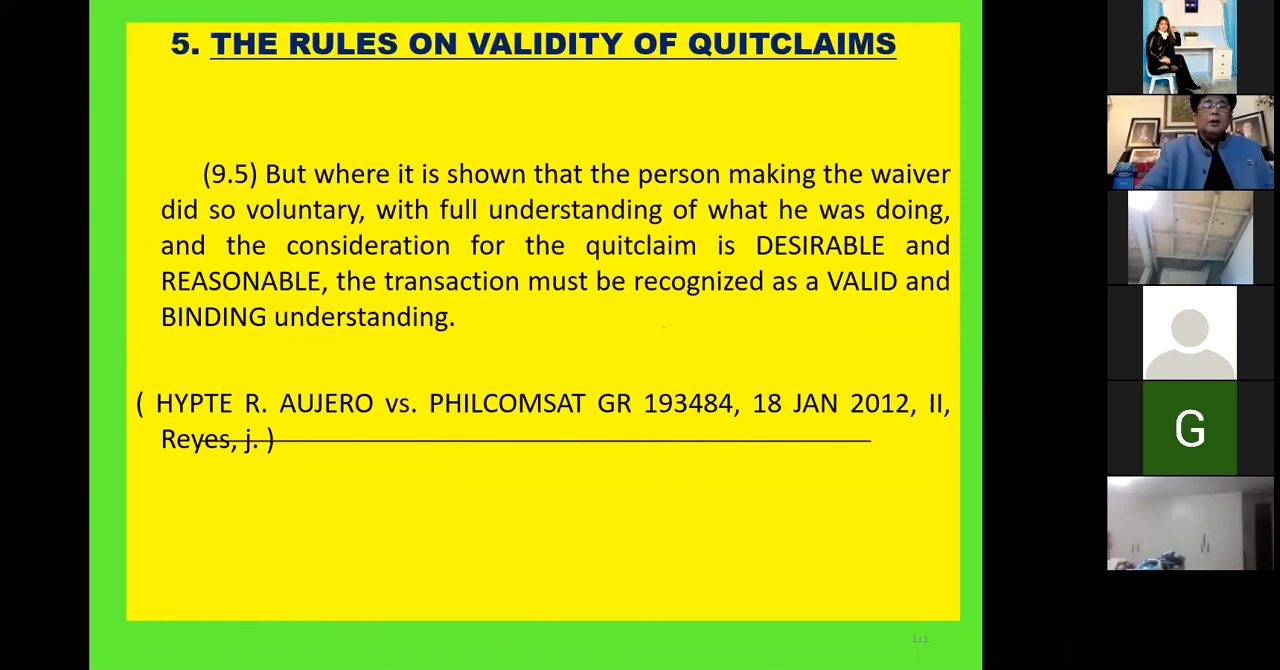 5. THE RULES ON VALIDITY OF QUITCLAIMS
(9.5) But where it is shown that the person making the waiver
did so voluntary, with full understanding of what he was doing,
and the consideration for the quitclaim is DESIRABLE and
REASONABLE, the transaction must be recognized as a VALID and
BINDING understanding.
( HYPTE R. AUJERO vs. PHILCOMSAT GR 193484, 18 JAN 2012, II,
Reyes, j. )
111
G